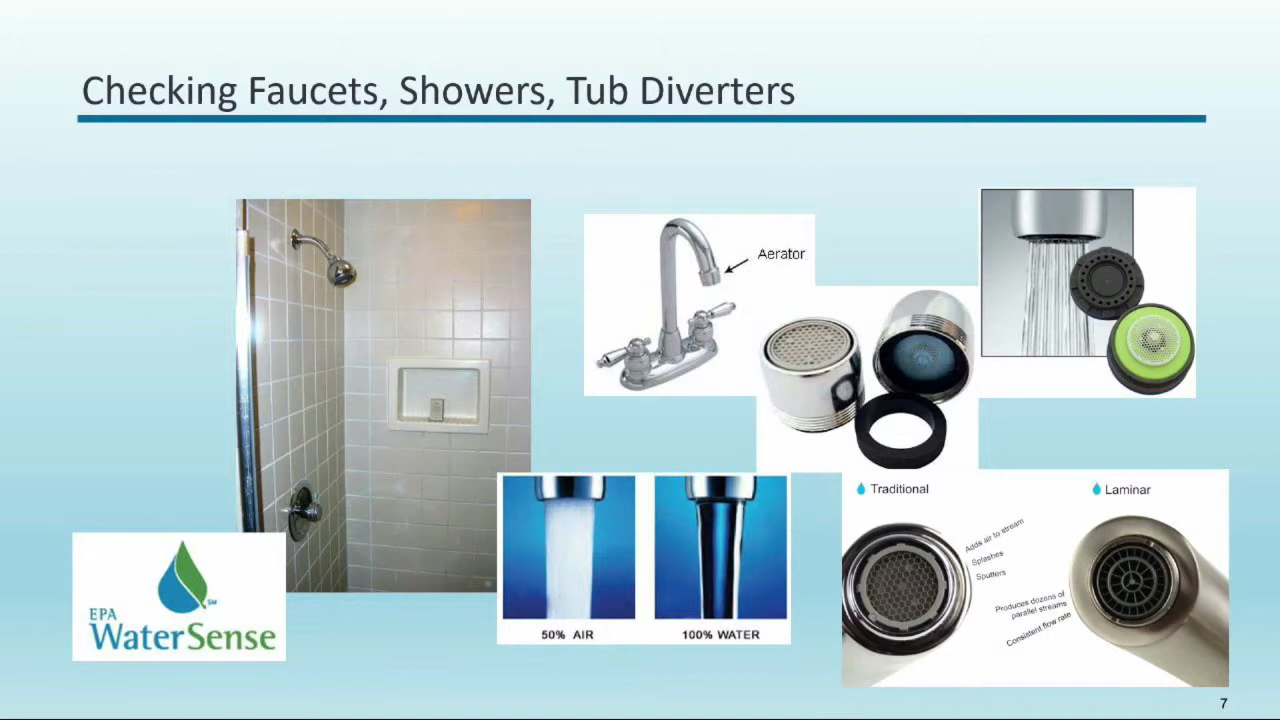 Checking Faucets, Showers, Tub Diverters
Aerator
EPA
WaterSense
SM
50% AIR
100% WATER
Traditional
Laminar
Adds air to stream
Splashes
Sputters
Produces dozens of
parallel streams
Consistent flow rate
7